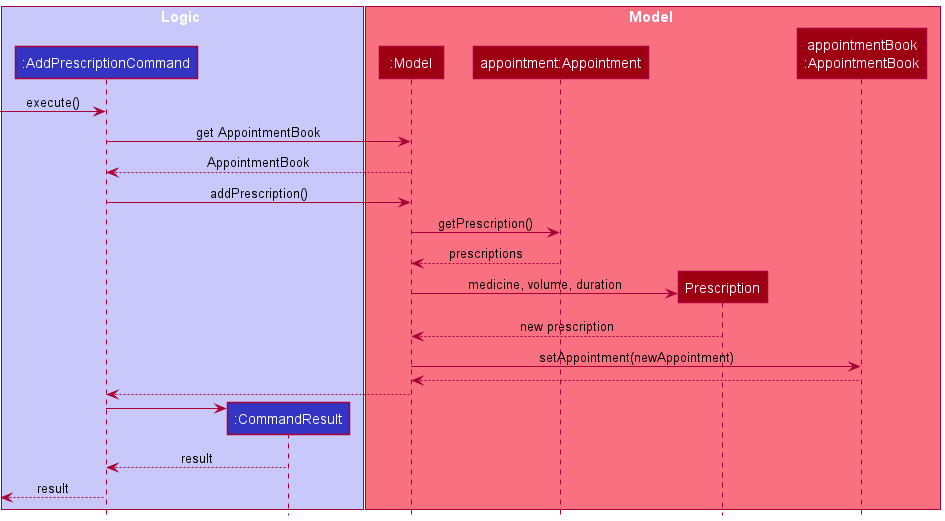 Logic
Model
:AddPrescriptionCommand
:Model
appointment:Appointment
appointmentBook
:AppointmentBook
execute()
get AppointmentBook
AppointmentBook
addPrescription()
getPrescription()
prescriptions
medicine, volume, duration
Prescription
new prescription
setAppointment(newAppointment)
:CommandResult
result
result